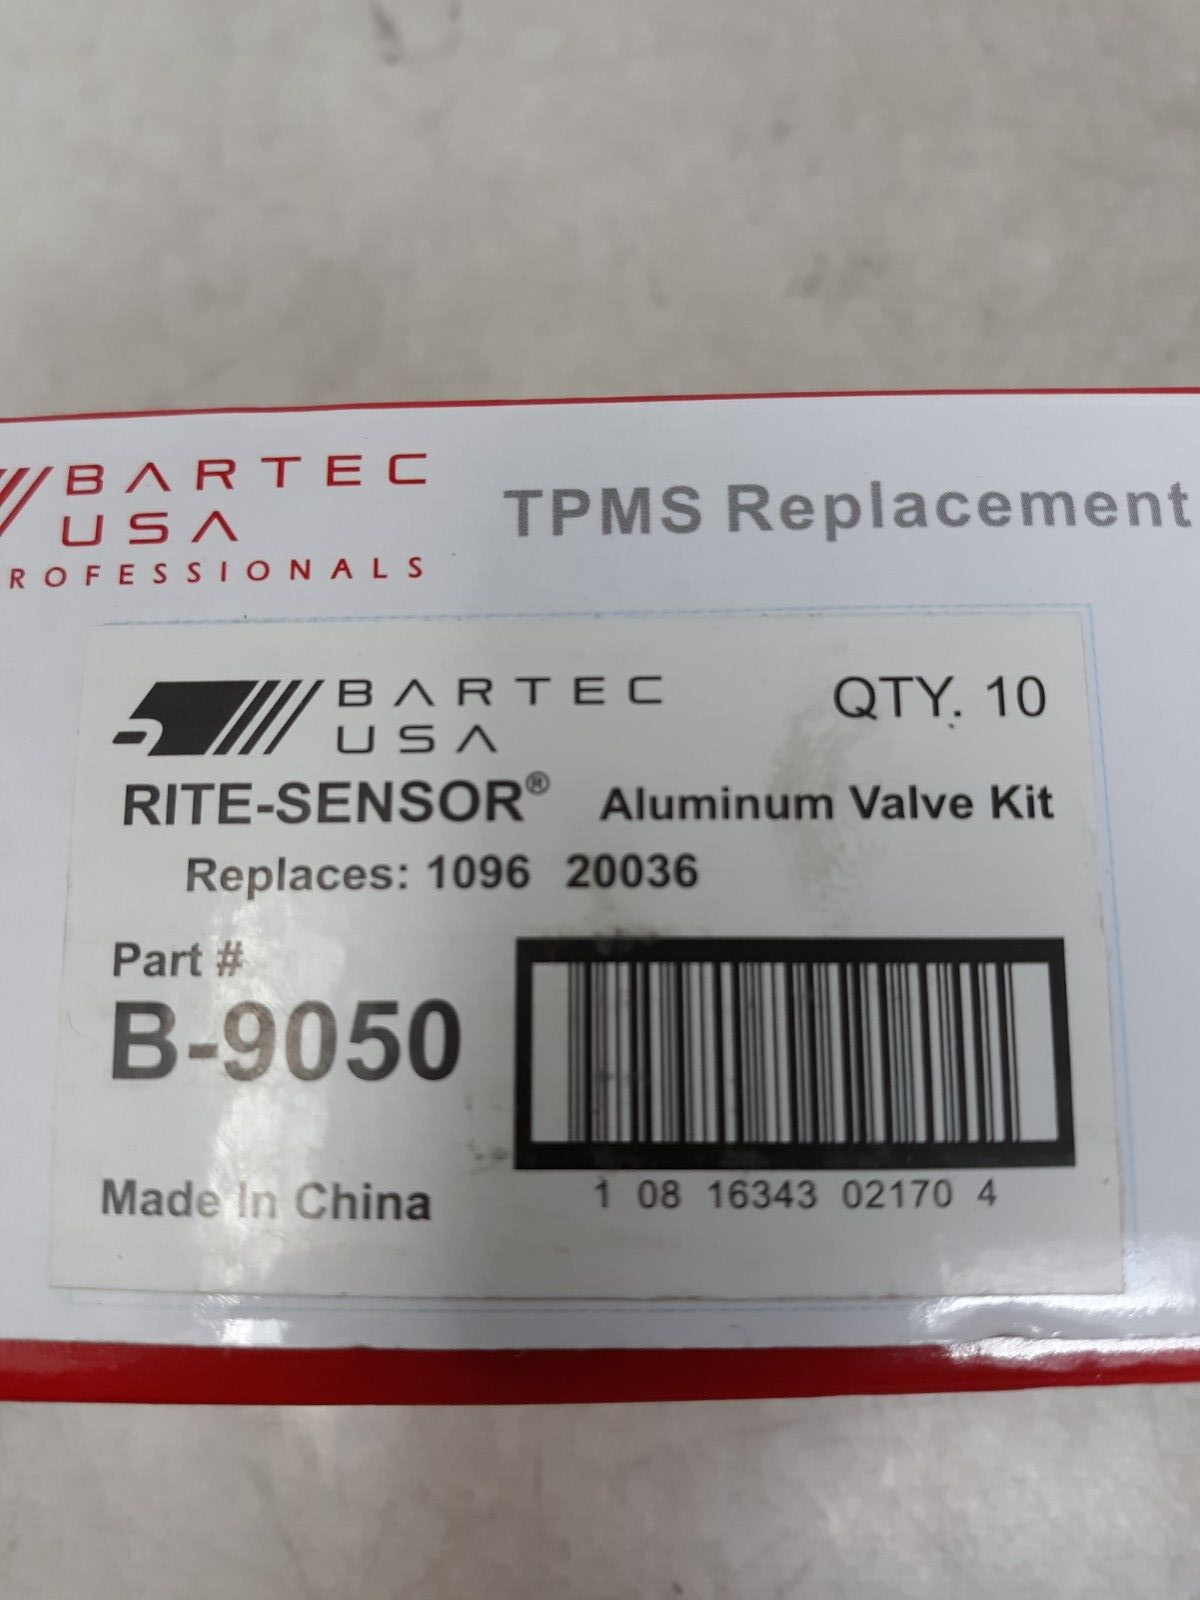 BARTEC
USA
ROFESSIONALS
TPMS Replacement
BARTEC
USA
QTY. 10
RITE-SENSOR® Aluminum Valve Kit
Replaces: 1096 20036
Part #
B-9050
Made In China
1 08 16343 02170 4